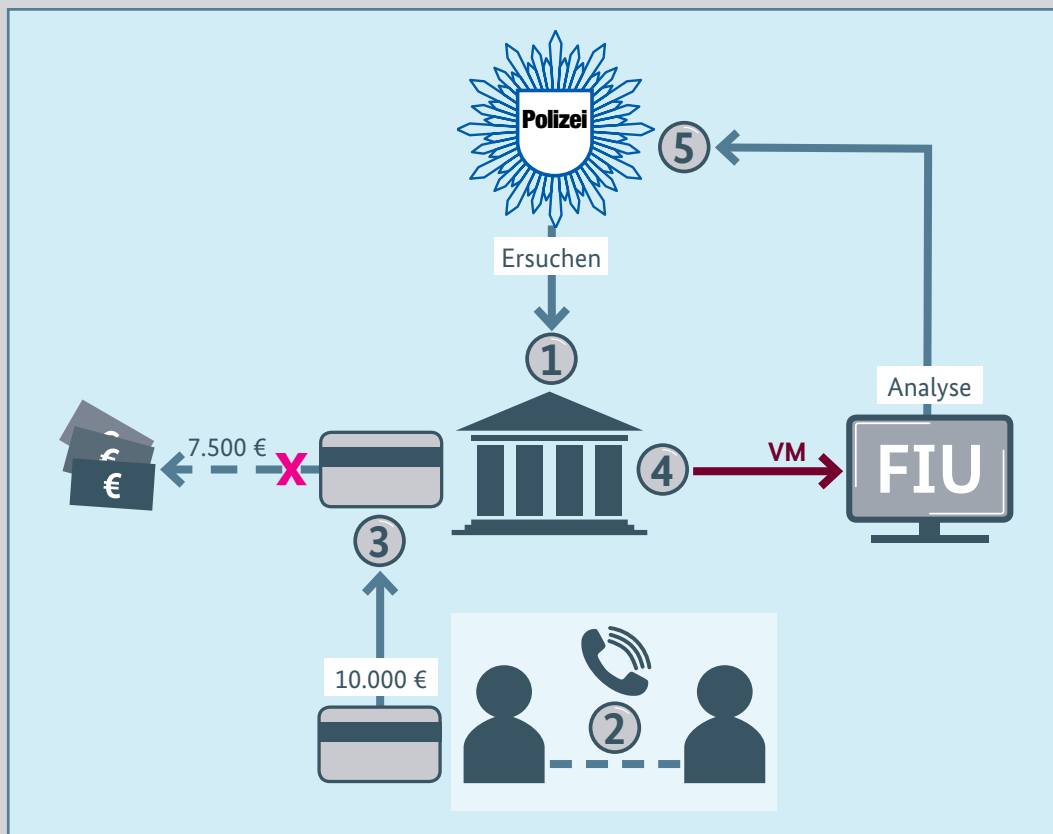 Polizei
5
Ersuchen
1
Analyse
7.500 €
X
€
€
€
4
VM
FIU
3
10.000 €
2